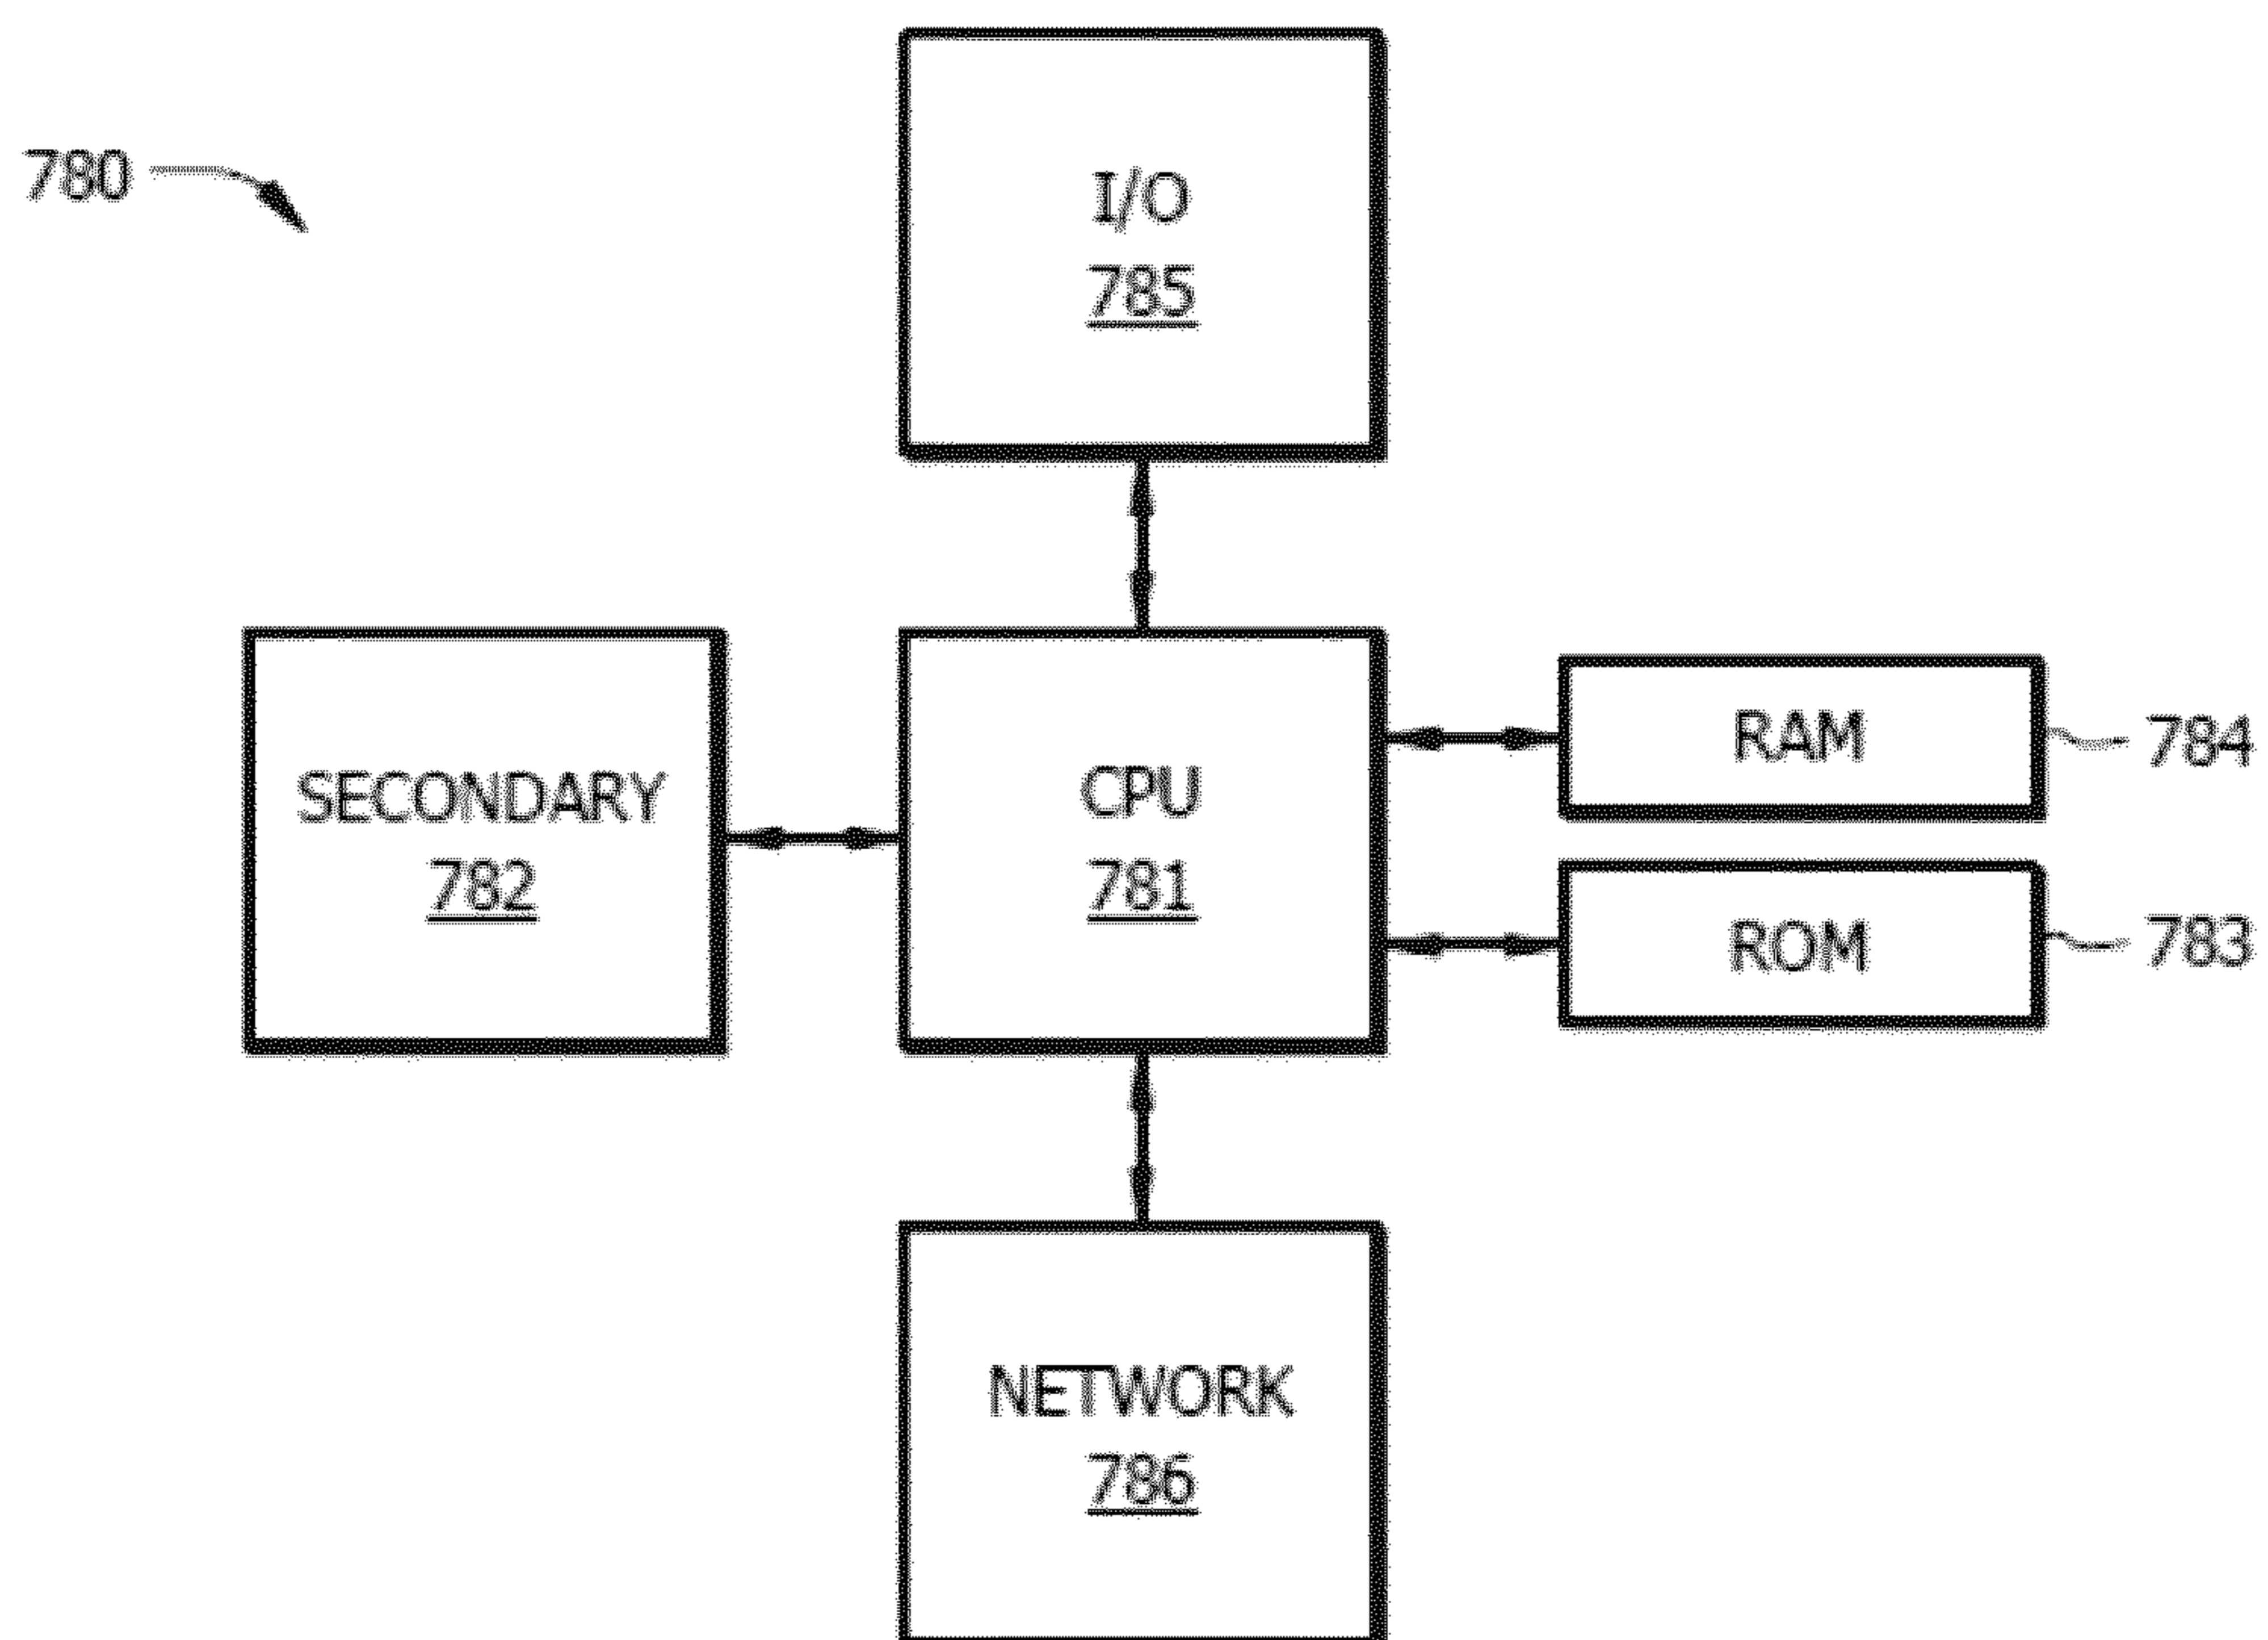 780
I/O
785
SECONDARY
782
CPU
781
RAM
784
ROM
783
NETWORK
786